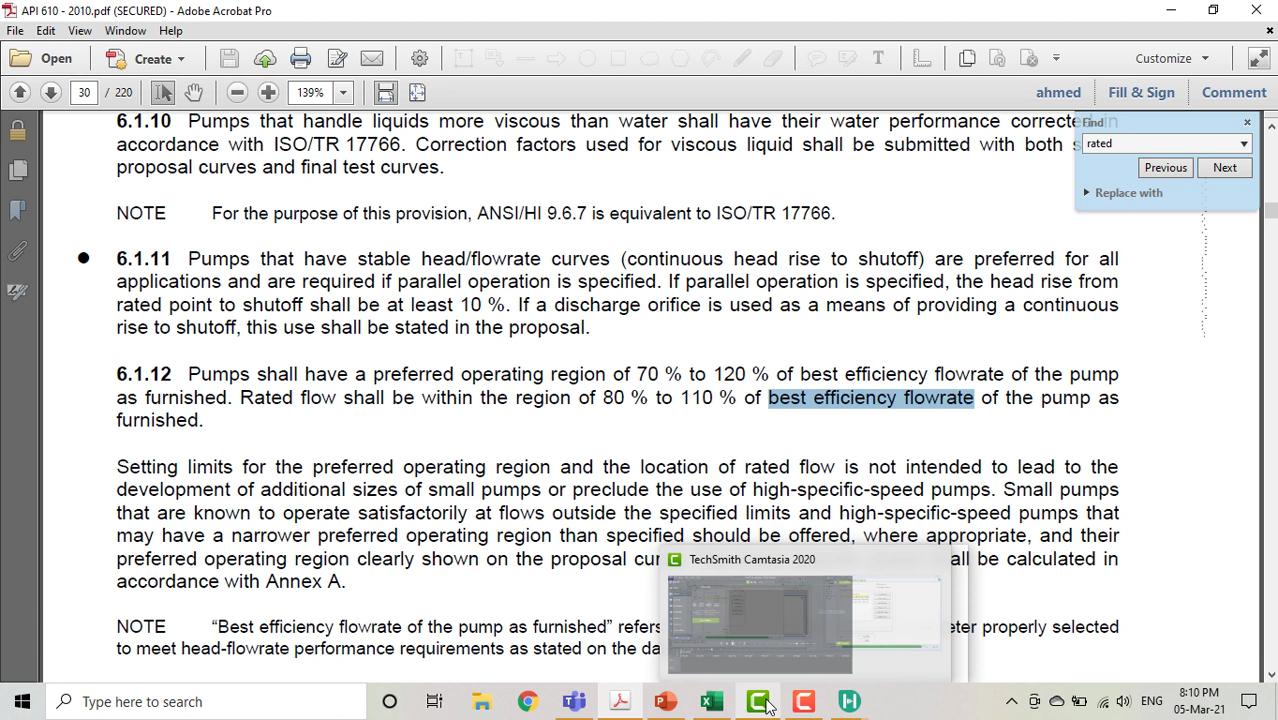 API 610 - 2010.pdf (SECURED) - Adobe Acrobat Pro
File Edit View Window Help
Open Create Customize
30 / 220 139% ahmed Fill & Sign Comment
Find
rated
Previous Next
Replace with
6.1.10 Pumps that handle liquids more viscous than water shall have their water performance corrected in
accordance with ISO/TR 17766. Correction factors used for viscous liquid shall be submitted with both s
proposal curves and final test curves.
NOTE For the purpose of this provision, ANSI/HI 9.6.7 is equivalent to ISO/TR 17766.
● 6.1.11 Pumps that have stable head/flowrate curves (continuous head rise to shutoff) are preferred for all
applications and are required if parallel operation is specified. If parallel operation is specified, the head rise from
rated point to shutoff shall be at least 10 %. If a discharge orifice is used as a means of providing a continuous
rise to shutoff, this use shall be stated in the proposal.
6.1.12 Pumps shall have a preferred operating region of 70 % to 120 % of best efficiency flowrate of the pump
as furnished. Rated flow shall be within the region of 80 % to 110 % of best efficiency flowrate of the pump as
furnished.
Setting limits for the preferred operating region and the location of rated flow is not intended to lead to the
development of additional sizes of small pumps or preclude the use of high-specific-speed pumps. Small pumps
that are known to operate satisfactorily at flows outside the specified limits and high-specific-speed pumps that
may have a narrower preferred operating region than specified should be offered, where appropriate, and their
preferred operating region clearly shown on the proposal cu all be calculated in
accordance with Annex A.
TechSmith Camtasia 2020
NOTE “Best efficiency flowrate of the pump as furnished” refers meter properly selected
to meet head-flowrate performance requirements as stated on the da
Type here to search
ENG
8:10 PM
05-Mar-21